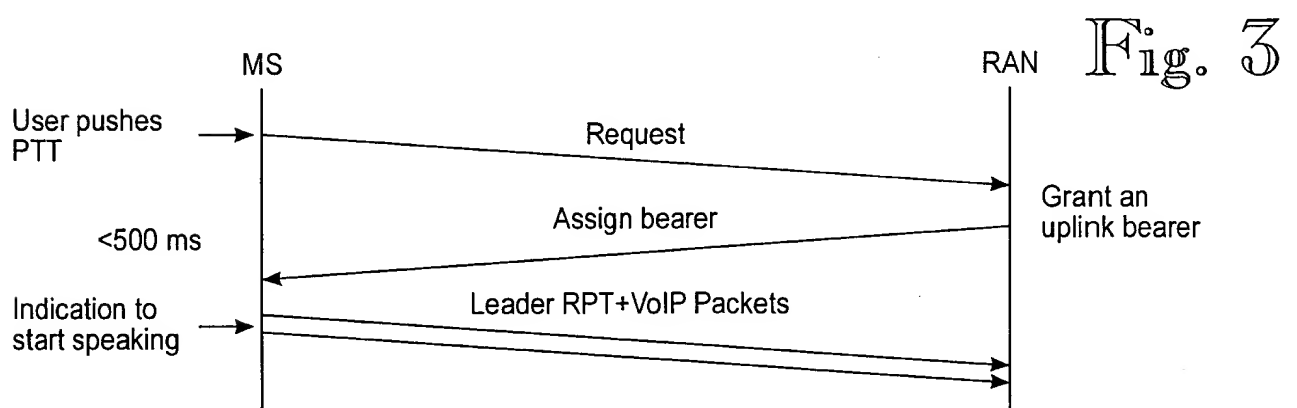 Fig. 3
MS
RAN
User pushes
PTT
Request
Grant an
uplink bearer
Assign bearer
<500 ms
Leader RPT+VoIP Packets
Indication to
start speaking